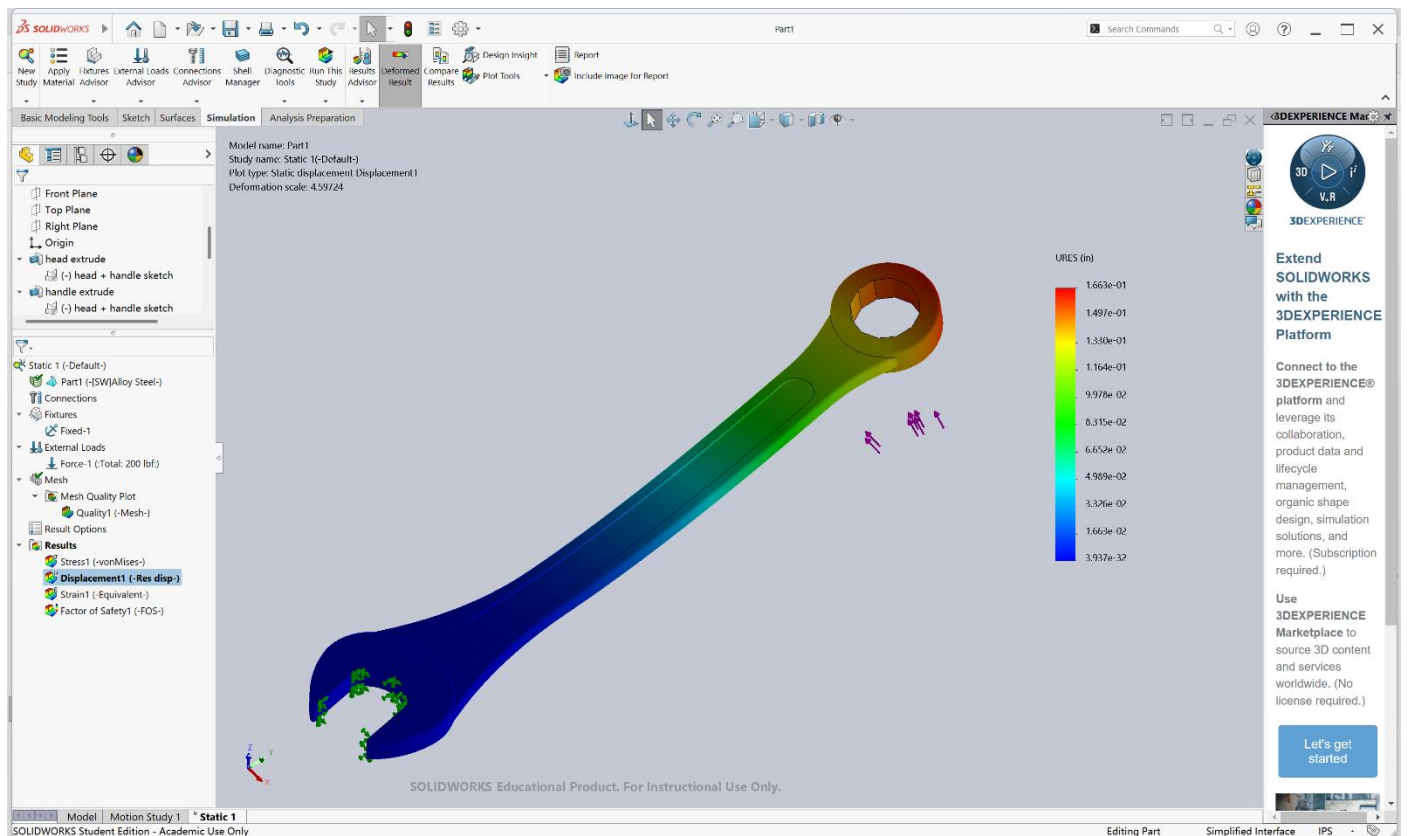 SOLIDWORKS
Part1
Search Commands
New Study
Apply Material
Fixtures Advisor
External Loads Advisor
Connections Advisor
Shell Manager
Diagnostic Tools
Run This Study
Results Advisor
Deformed Result
Compare Results
Design Insight
Plot Tools
Report
Include Image for Report
Basic Modeling Tools
Sketch
Surfaces
Simulation
Analysis Preparation
Front Plane
Top Plane
Right Plane
Origin
head extrude
(-) head + handle sketch
handle extrude
(-) head + handle sketch
Static 1 (-Default-)
Part1 (-[SW]Alloy Steel-)
Connections
Fixtures
Fixed-1
External Loads
Force-1 (:Total: 200 lbf:)
Mesh
Mesh Quality Plot
Quality1 (-Mesh-)
Result Options
Results
Stress1 (-vonMises-)
Displacement1 (-Res disp-)
Strain1 (-Equivalent-)
Factor of Safety1 (-FOS-)
Model name: Part1
Study name: Static 1(-Default-)
Plot type: Static displacement Displacement1
Deformation scale: 4.59724
URES (in)
1.663e-01
1.497e-01
1.330e-01
1.164e-01
9.978e-02
8.315e-02
6.652e-02
4.989e-02
3.326e-02
1.663e-02
3.937e-32
Z
Y
X
SOLIDWORKS Educational Product. For Instructional Use Only.
3DEXPERIENCE Mar
3D
V+R
3DEXPERIENCE
Extend
SOLIDWORKS
with the
3DEXPERIENCE
Platform
Connect to the
3DEXPERIENCE®
platform and
leverage its
collaboration,
product data and
lifecycle
management,
organic shape
design, simulation
solutions, and
more. (Subscription
required.)
Use
3DEXPERIENCE
Marketplace to
source 3D content
and services
worldwide. (No
license required.)
Let's get
started
Model
Motion Study 1
Static 1
SOLIDWORKS Student Edition - Academic Use Only
Editing Part
Simplified Interface
IPS